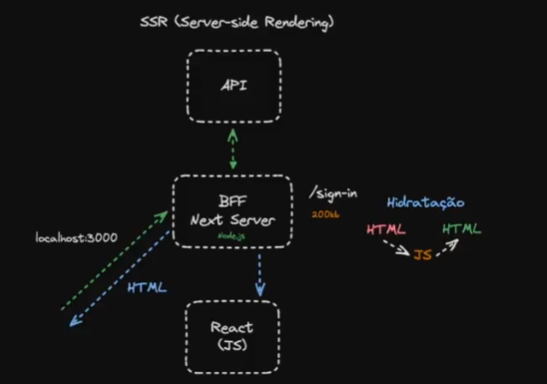 SSR (Server-side Rendering)
API
BFF
Next Server
Node.js
/sign-in
200kb
Hidratação
HTML
HTML
JS
localhost:3000
HTML
React
(JS)